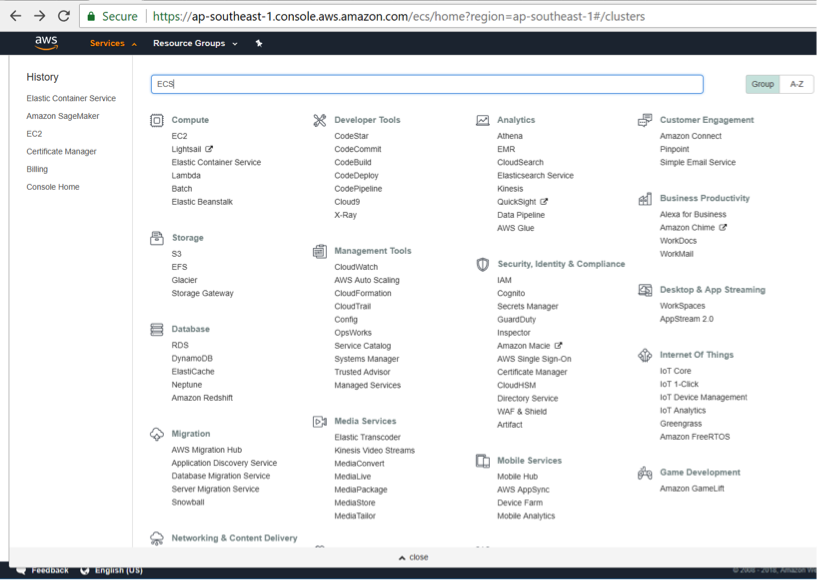 Secure https://ap-southeast-1.console.aws.amazon.com/ecs/home?region=ap-southeast-1#/clusters
aws Services Resource Groups
History
Elastic Container Service
Amazon SageMaker
EC2
Certificate Manager
Billing
Console Home
ECS
Group A-Z
Compute
EC2
Lightsail
Elastic Container Service
Lambda
Batch
Elastic Beanstalk
Storage
S3
EFS
Glacier
Storage Gateway
Database
RDS
DynamoDB
ElastiCache
Neptune
Amazon Redshift
Migration
AWS Migration Hub
Application Discovery Service
Database Migration Service
Server Migration Service
Snowball
Networking & Content Delivery
Developer Tools
CodeStar
CodeCommit
CodeBuild
CodeDeploy
CodePipeline
Cloud9
X-Ray
Management Tools
CloudWatch
AWS Auto Scaling
CloudFormation
CloudTrail
Config
OpsWorks
Service Catalog
Systems Manager
Trusted Advisor
Managed Services
Media Services
Elastic Transcoder
Kinesis Video Streams
MediaConvert
MediaLive
MediaPackage
MediaStore
MediaTailor
Analytics
Athena
EMR
CloudSearch
Elasticsearch Service
Kinesis
QuickSight
Data Pipeline
AWS Glue
Security, Identity & Compliance
IAM
Cognito
Secrets Manager
GuardDuty
Inspector
Amazon Macie
AWS Single Sign-On
Certificate Manager
CloudHSM
Directory Service
WAF & Shield
Artifact
Mobile Services
Mobile Hub
AWS AppSync
Device Farm
Mobile Analytics
Customer Engagement
Amazon Connect
Pinpoint
Simple Email Service
Business Productivity
Alexa for Business
Amazon Chime
WorkDocs
WorkMail
Desktop & App Streaming
WorkSpaces
AppStream 2.0
Internet Of Things
IoT Core
IoT 1-Click
IoT Device Management
IoT Analytics
Greengrass
Amazon FreeRTOS
Game Development
Amazon GameLift
close
Feedback English (US) © 2008 - 2018, Amazon